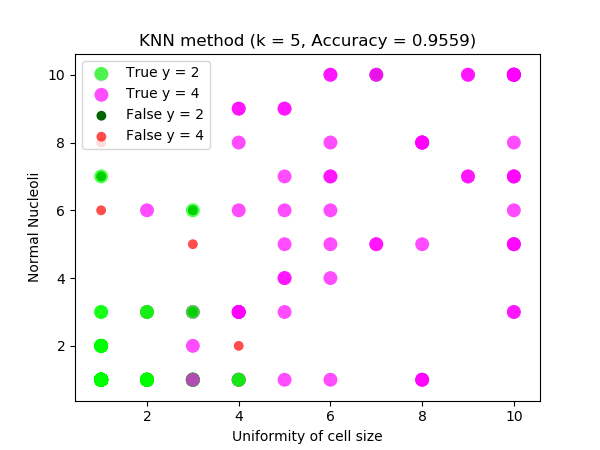 KNN method (k = 5, Accuracy = 0.9559)
True y = 2
True y = 4
False y = 2
False y = 4
Normal Nucleoli
10
8
6
4
2
2 4 6 8 10
Uniformity of cell size